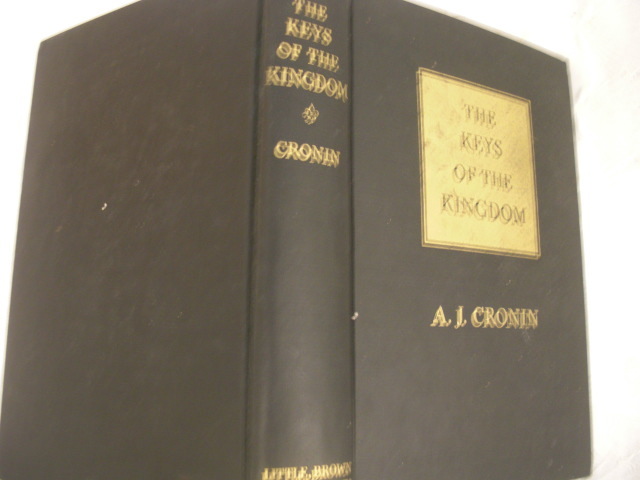 THE
KEYS
OF THE
KINGDOM
CRONIN
LITTLE, BROWN
THE
KEYS
OF THE
KINGDOM
A. J. CRONIN